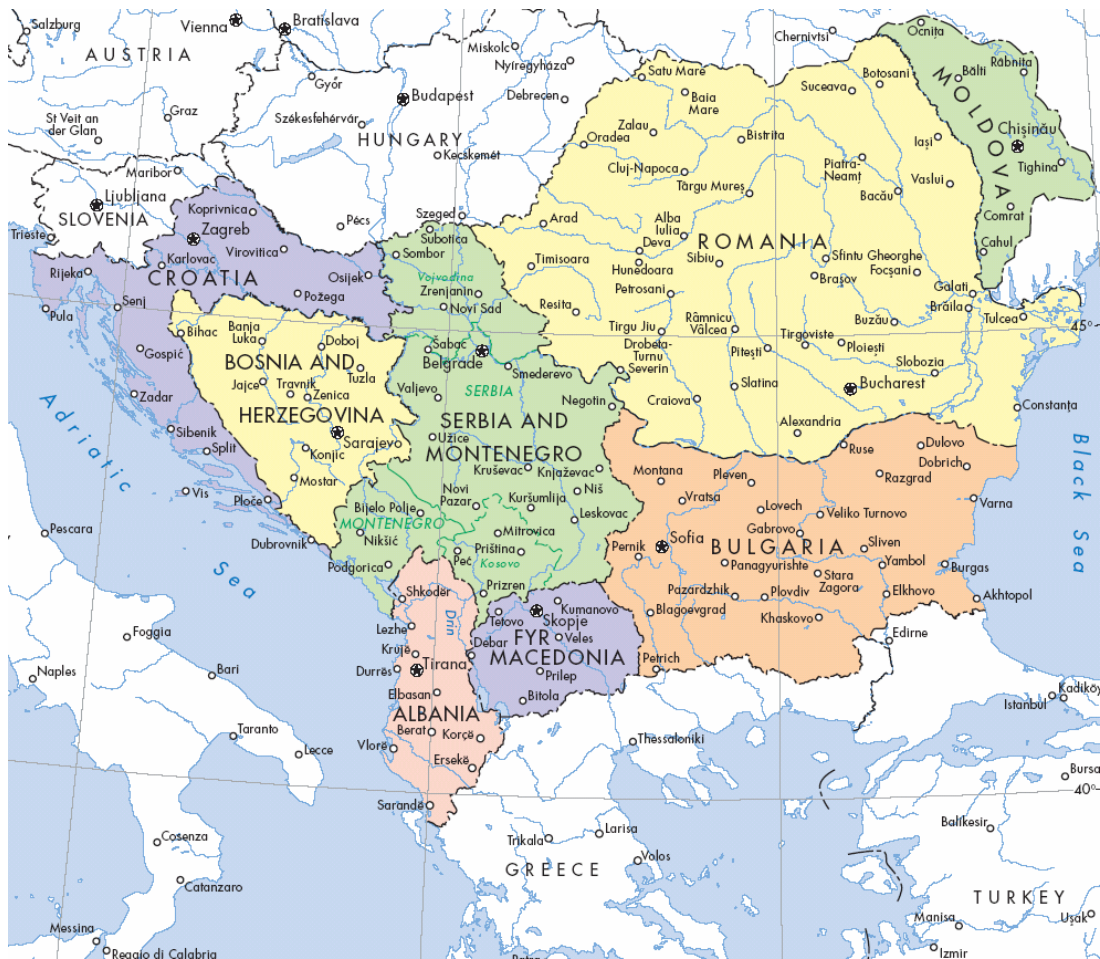 Salzburg
Vienna
Bratislava
AUSTRIA
Miskolc
Nyíregyháza
Chernivtsi
Ocniţa
Bălti
Râbnita
MOLDOVA
Satu Mare
Botosani
Suceava
Győr
Budapest
Debrecen
Baia
Mare
Graz
Székesfehérvár
HUNGARY
St Veit an
der Glan
Zalau
Oradea
Bistrita
Iaşi
Chişinău
Tighina
Kecskemét
Cluj-Napoca
Piatra-
Neamţ
Maribor
Ljubljana
SLOVENIA
Târgu Mureş
Bacău
Vaslui
Koprivnica
Pécs
Szeged
Arad
Alba
Iulia
Comrat
Trieste
Zagreb
Subotica
Deva
ROMANIA
Cahul
Virovitica
Sombor
Karlovac
Timisoara
Hunedoara
Sibiu
Sfintu Gheorghe
Focşani
Rijeka
CROATIA
Osijek
Vojvodina
Zrenjanin
Petrosani
Braşov
Galati
Požega
Novi Sad
Resita
Brăila
Senj
Pula
Tulcea
45°
Bihac
Banja
Luka
Doboj
Tirgu Jiu
Râmnicu
Vâlcea
Tirgoviste
Buzău
Ploieşti
Gospić
BOSNIA AND
HERZEGOVINA
Sabač
Belgrade
Drobeta-
Turnu
Severin
Piteşti
Slobozia
Tuzla
Smederevo
Jajce
Travnik
Zenica
Valjevo
SERBIA
Slatina
Bucharest
Zadar
Negotin
Craiova
Constanţa
Adriatic Sea
SERBIA AND
MONTENEGRO
Alexandria
Sibenik
Split
Sarajevo
Užice
Ruse
Dulovo
Dobrich
Black Sea
Konjic
Kruševac
Knjaževac
Montana
Pleven
Razgrad
Mostar
Vis
Ploče
Novi
Pazar
Kuršumlija
Niš
Vratsa
Lovech
Varna
Bijelo Polje
MONTENEGRO
Leskovac
Veliko Turnovo
Gabrovo
Pescara
Nikšić
Mitrovica
Dubrovnik
Sofia
BULGARIA
Sliven
Priština
Peč
Kosovo
Pernik
Panagyurishte
Yambol
Burgas
Podgorica
Stara
Zagora
Prizren
Pazardzhik
Plovdiv
Elkhovo
Akhtopol
Shkodër
Drin
Kumanovo
Tetovo
Skopje
Blagoevgrad
Khaskovo
Lezhe
Foggia
FYR
MACEDONIA
Veles
Edirne
Krujë
Debar
Naples
Bari
Durrës
Tirana
Prilep
Petrich
Kadiköy
Istanbul
Elbasan
Bitola
ALBANIA
Taranto
Berat
Korçë
Thessaloniki
Lecce
Vlorë
Ersekë
Bursa
40°
Sarandë
Cosenza
Trikala
Larisa
Balikesir
Volos
GREECE
Catanzaro
TURKEY
Manisa
Uşak
Messina
Reggio di Calabria
Izmir